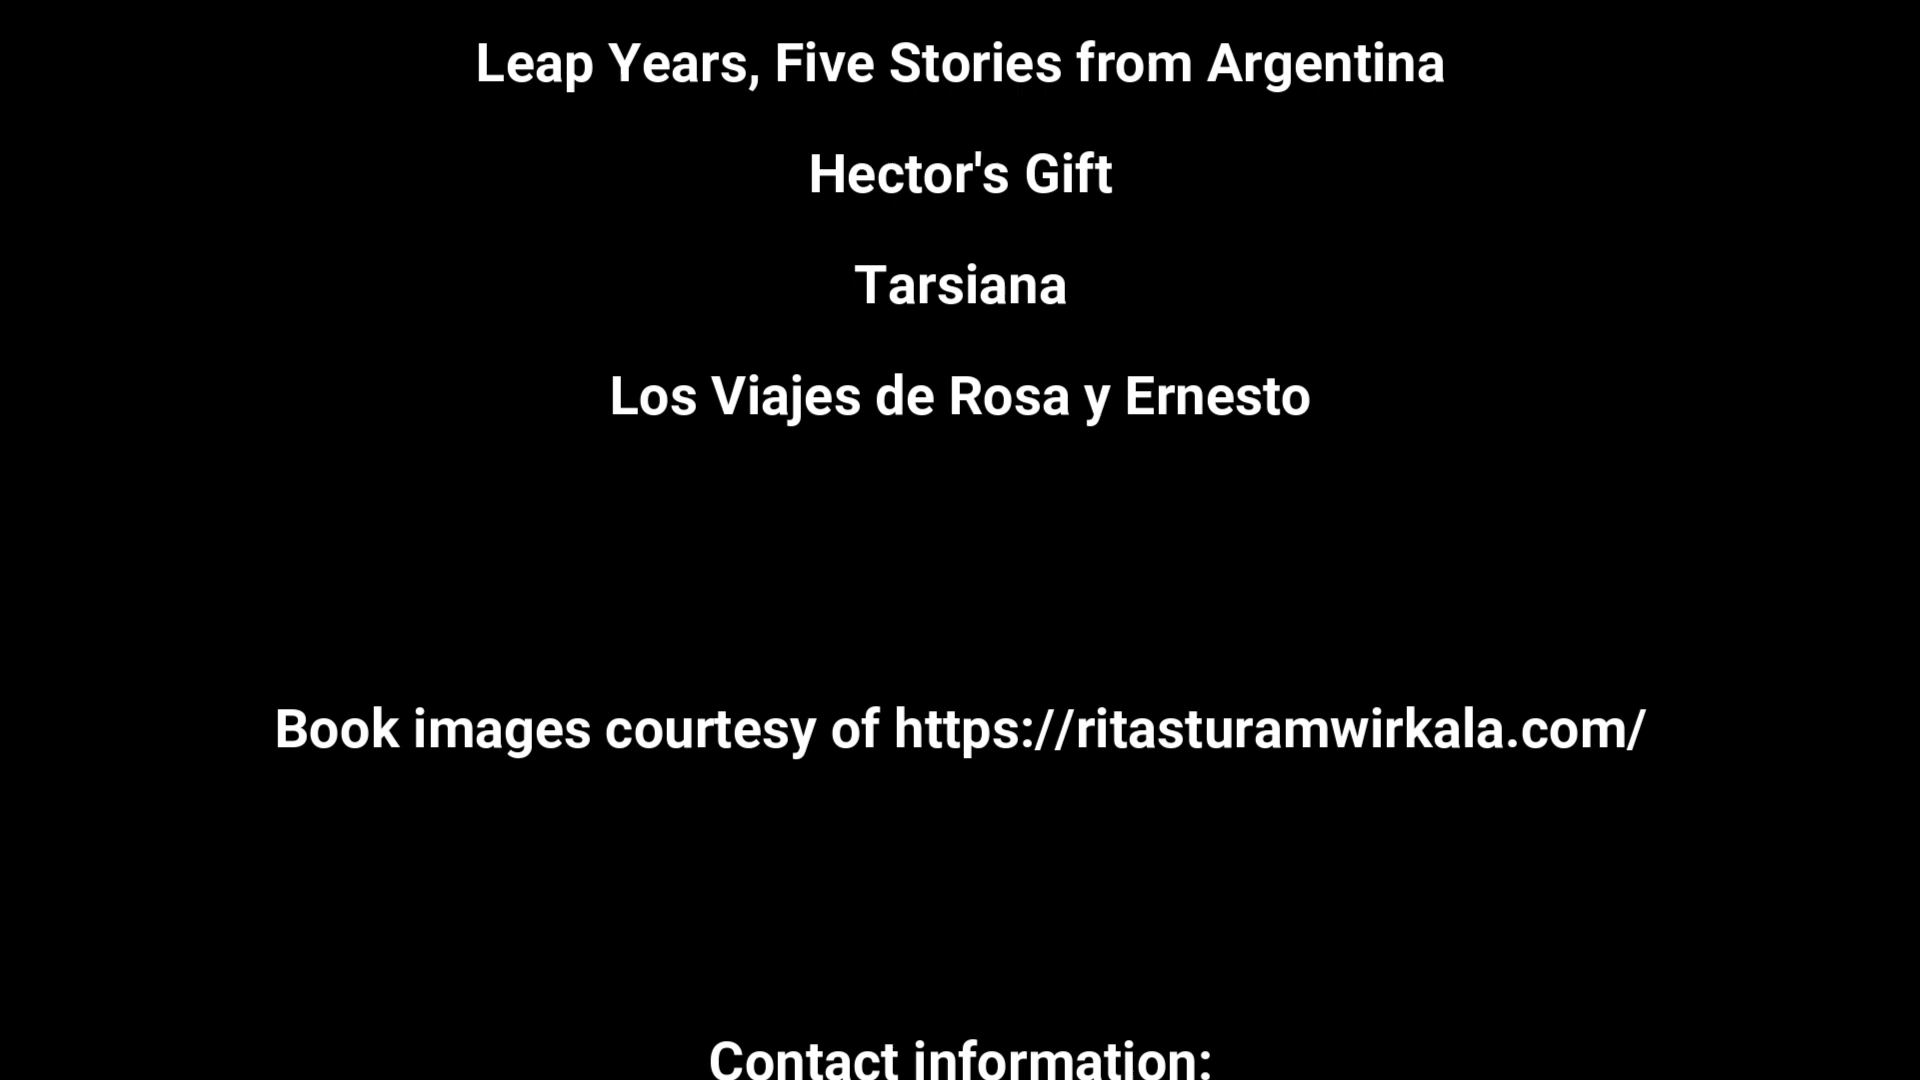 Leap Years, Five Stories from Argentina
Hector's Gift
Tarsiana
Los Viajes de Rosa y Ernesto
Book images courtesy of https://ritasturamwirkala.com/
Contact information: